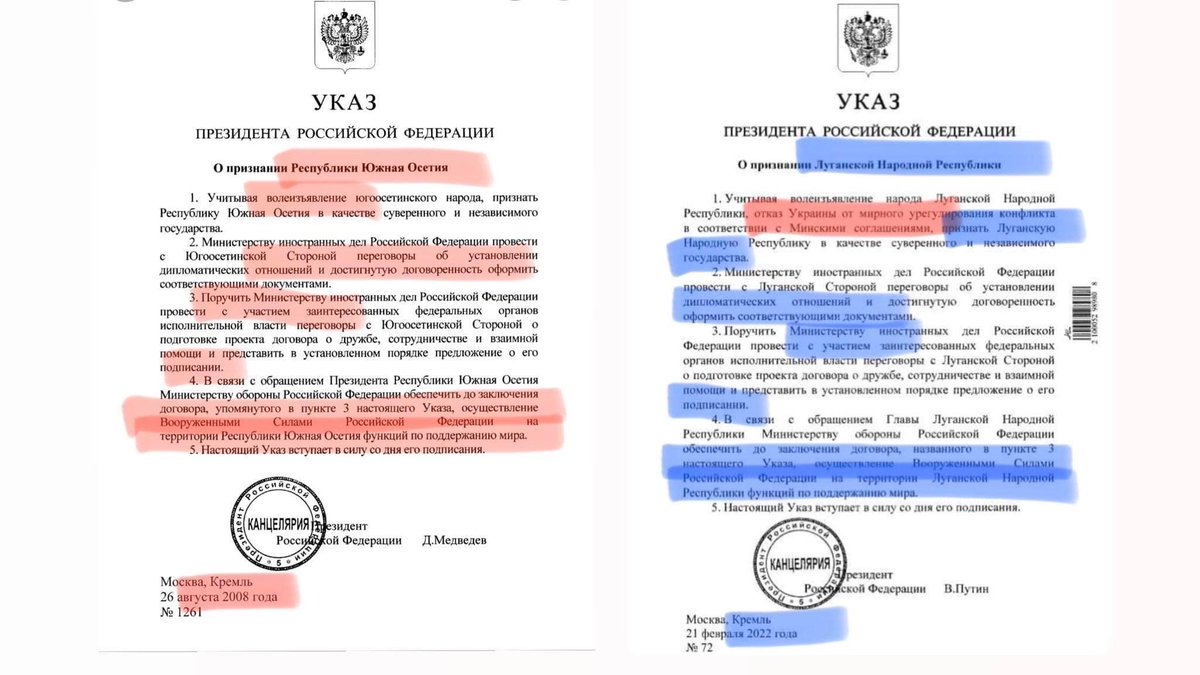 УКАЗ
ПРЕЗИДЕНТА РОССИЙСКОЙ ФЕДЕРАЦИИ
О признании Республики Южная Осетия
1. Учитывая волеизъявление югоосетинского народа, признать
Республику Южная Осетия в качестве суверенного и независимого
государства.
2. Министерству иностранных дел Российской Федерации провести
с Югоосетинской Стороной переговоры об установлении
дипломатических отношений и достигнутую договоренность оформить
соответствующими документами.
3. Поручить Министерству иностранных дел Российской Федерации
провести с участием заинтересованных федеральных органов
исполнительной власти переговоры с Югоосетинской Стороной о
подготовке проекта договора о дружбе, сотрудничестве и взаимной
помощи и представить в установленном порядке предложение о его
подписании.
4. В связи с обращением Президента Республики Южная Осетия
Министерству обороны Российской Федерации обеспечить до заключения
договора, упомянутого в пункте 3 настоящего Указа, осуществление
Вооруженными Силами Российской Федерации на
территории Республики Южная Осетия функций по поддержанию мира.
5. Настоящий Указ вступает в силу со дня его подписания.
Президент Российской Федерации
КАНЦЕЛЯРИЯ
5
Президент
Российской Федерации Д.Медведев
Москва, Кремль
26 августа 2008 года
№ 1261
УКАЗ
ПРЕЗИДЕНТА РОССИЙСКОЙ ФЕДЕРАЦИИ
О признании Луганской Народной Республики
1. Учитывая волеизъявление народа Луганской Народной
Республики, отказ Украины от мирного урегулирования конфликта
в соответствии с Минскими соглашениями, признать Луганскую
Народную Республику в качестве суверенного и независимого
государства.
2. Министерству иностранных дел Российской Федерации
провести с Луганской Стороной переговоры об установлении
дипломатических отношений и достигнутую договоренность
оформить соответствующими документами.
3. Поручить Министерству иностранных дел Российской
Федерации провести с участием заинтересованных федеральных
органов исполнительной власти переговоры с Луганской Стороной
о подготовке проекта договора о дружбе, сотрудничестве и взаимной
помощи и представить в установленном порядке предложение о его
подписании.
4. В связи с обращением Главы Луганской Народной
Республики Министерству обороны Российской Федерации
обеспечить до заключения договора, названного в пункте 3
настоящего Указа, осуществление Вооруженными Силами
Российской Федерации на территории Луганской Народной
Республики функций по поддержанию мира.
5. Настоящий Указ вступает в силу со дня его подписания.
Президент Российской Федерации
КАНЦЕЛЯРИЯ
5
Президент
Российской Федерации В.Путин
Москва, Кремль
21 февраля 2022 года
№ 72
2 100052 98980 8